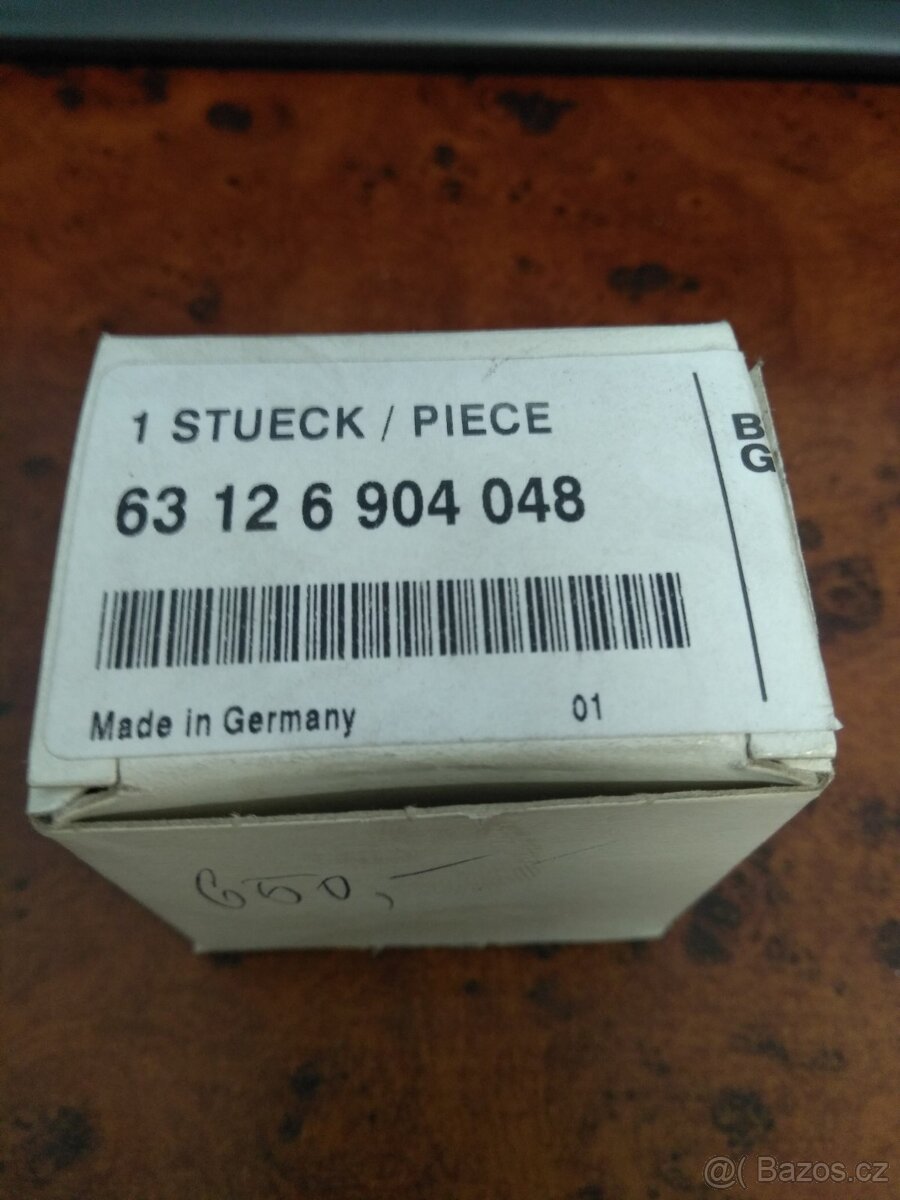 1 STUECK / PIECE
63 12 6 904 048
Made in Germany
01
B
G
650,-
@( Bazos.cz